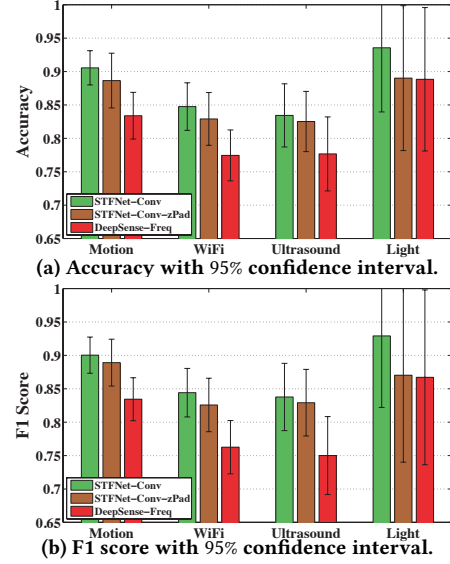 0.95
0.9
0.85
0.8
0.75
0.7
0.65
Accuracy
STFNet-Conv
STFNet-Conv-zPad
DeepSense-Freq
Motion WiFi Ultrasound Light
(a) Accuracy with 95% confidence interval.
0.95
0.9
0.85
0.8
0.75
0.7
0.65
F1 Score
STFNet-Conv
STFNet-Conv-zPad
DeepSense-Freq
Motion WiFi Ultrasound Light
(b) F1 score with 95% confidence interval.